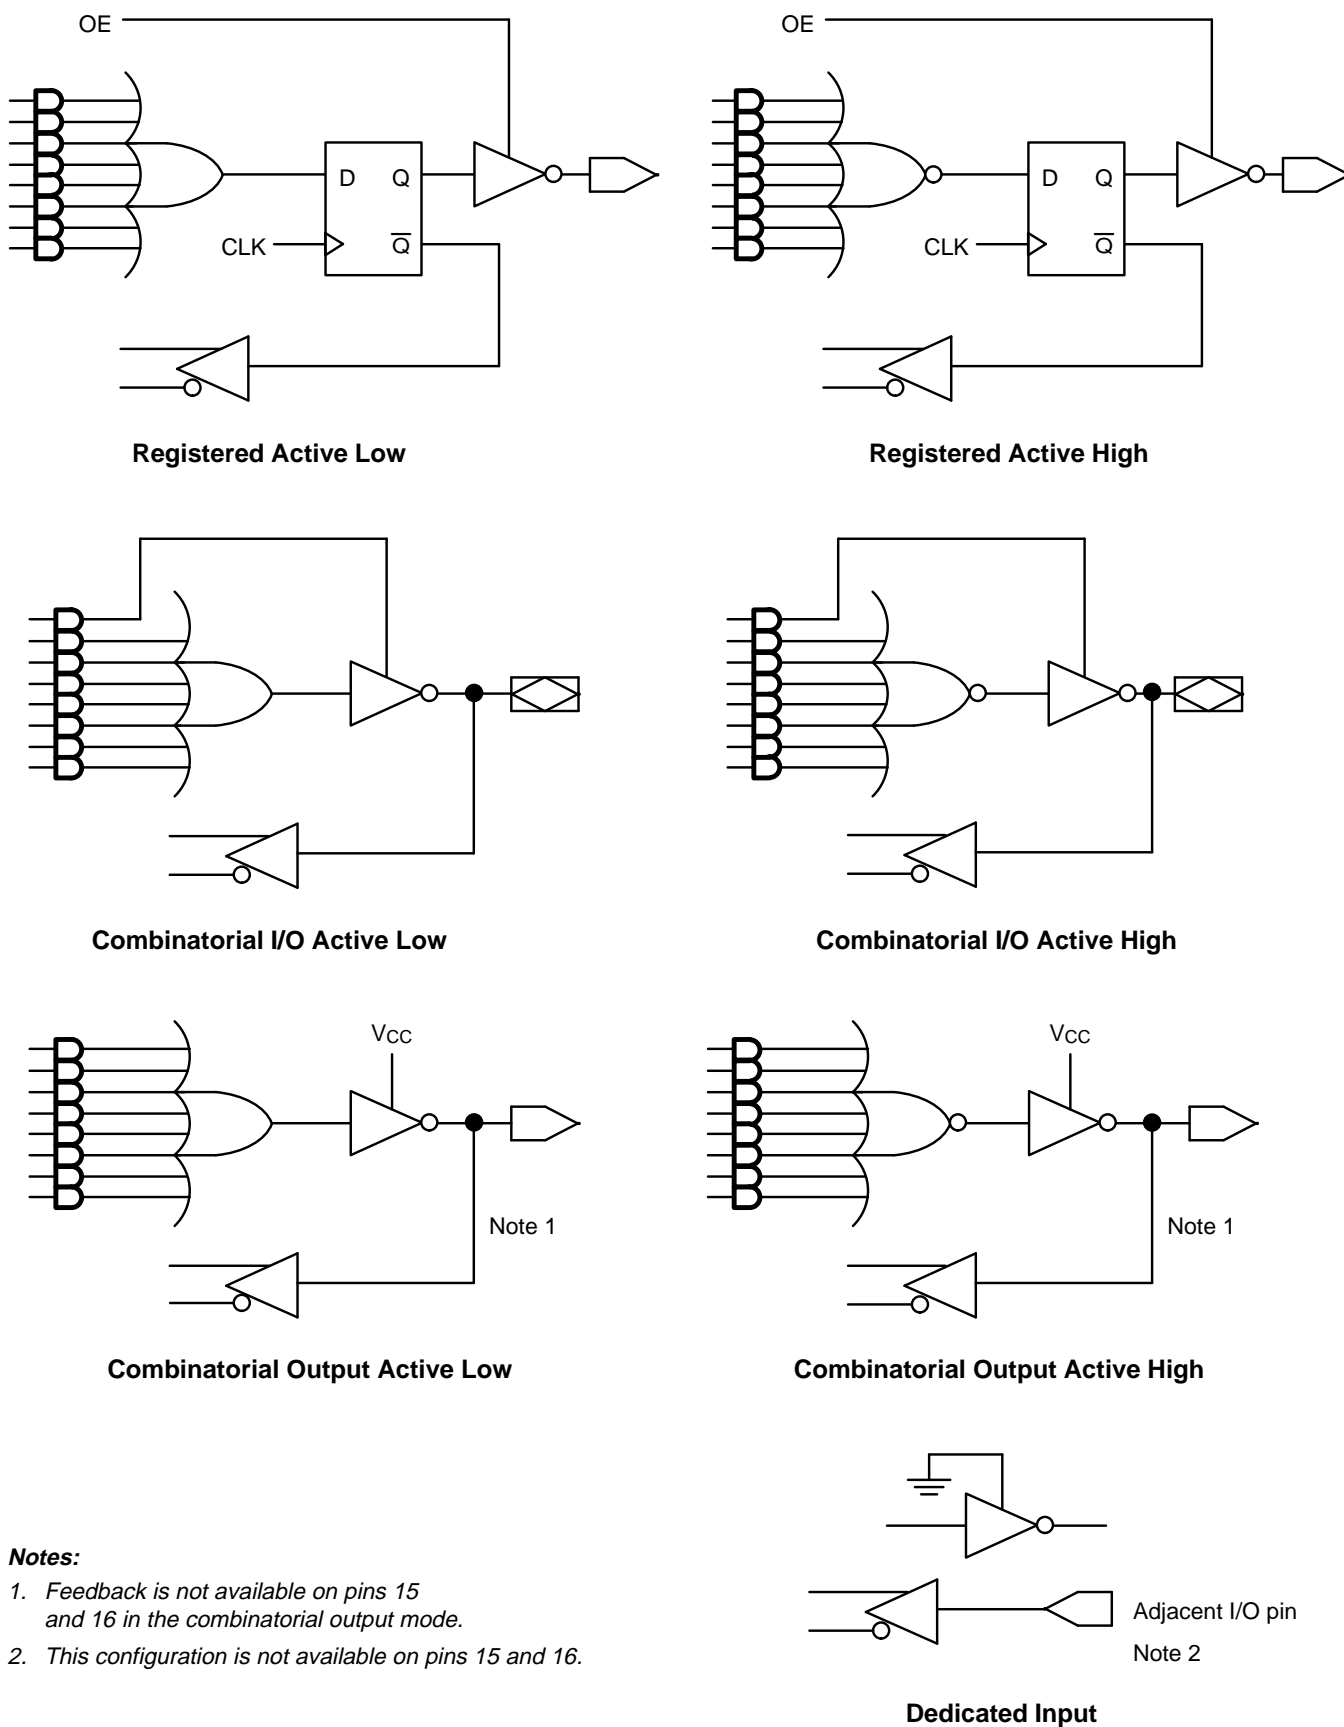 OE
OE
D Q
CLK
Q
D Q
CLK
Q
Registered Active Low
Registered Active High
Combinatorial I/O Active Low
Combinatorial I/O Active High
VCC
VCC
Note 1
Note 1
Combinatorial Output Active Low
Combinatorial Output Active High
Notes:
1. Feedback is not available on pins 15
and 16 in the combinatorial output mode.
2. This configuration is not available on pins 15 and 16.
Adjacent I/O pin
Note 2
Dedicated Input